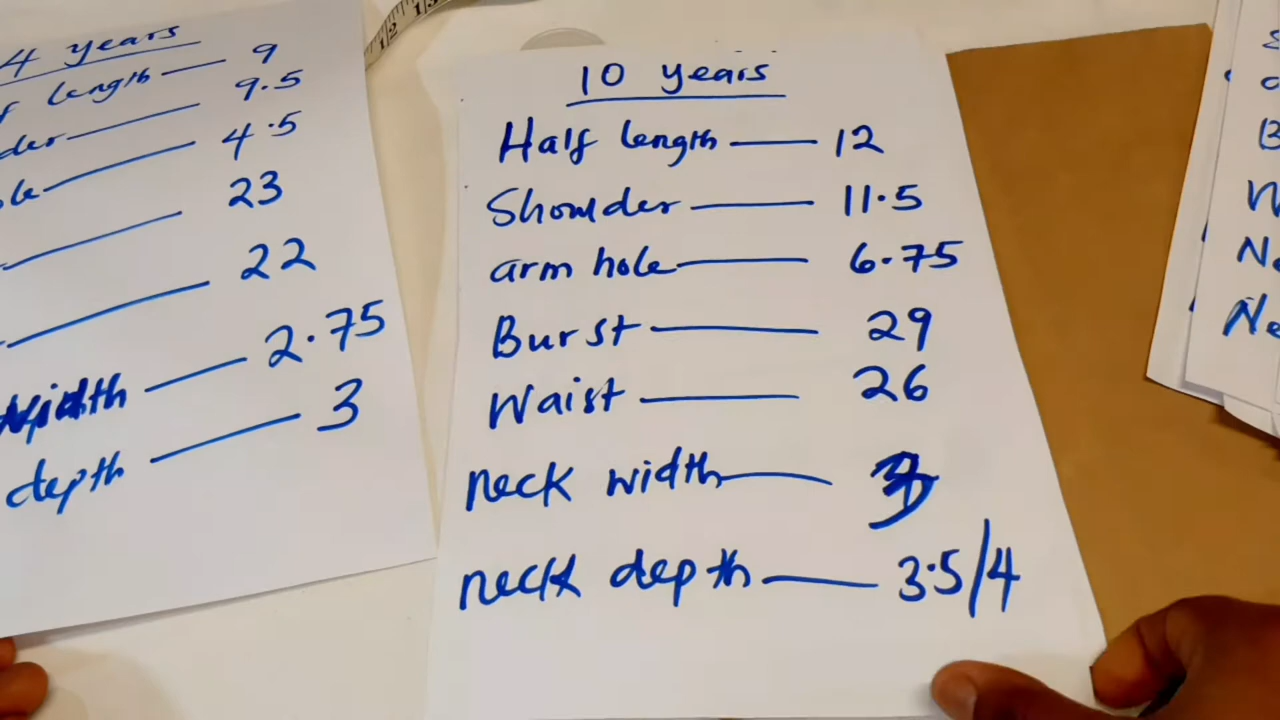 4 years
length — 9
9.5
4.5
23
22
width — 2.75
depth — 3
10 years
Half length — 12
Shoulder — 11.5
arm hole — 6.75
Burst — 29
Waist — 26
neck width — 3
neck depth — 3.5/4
12